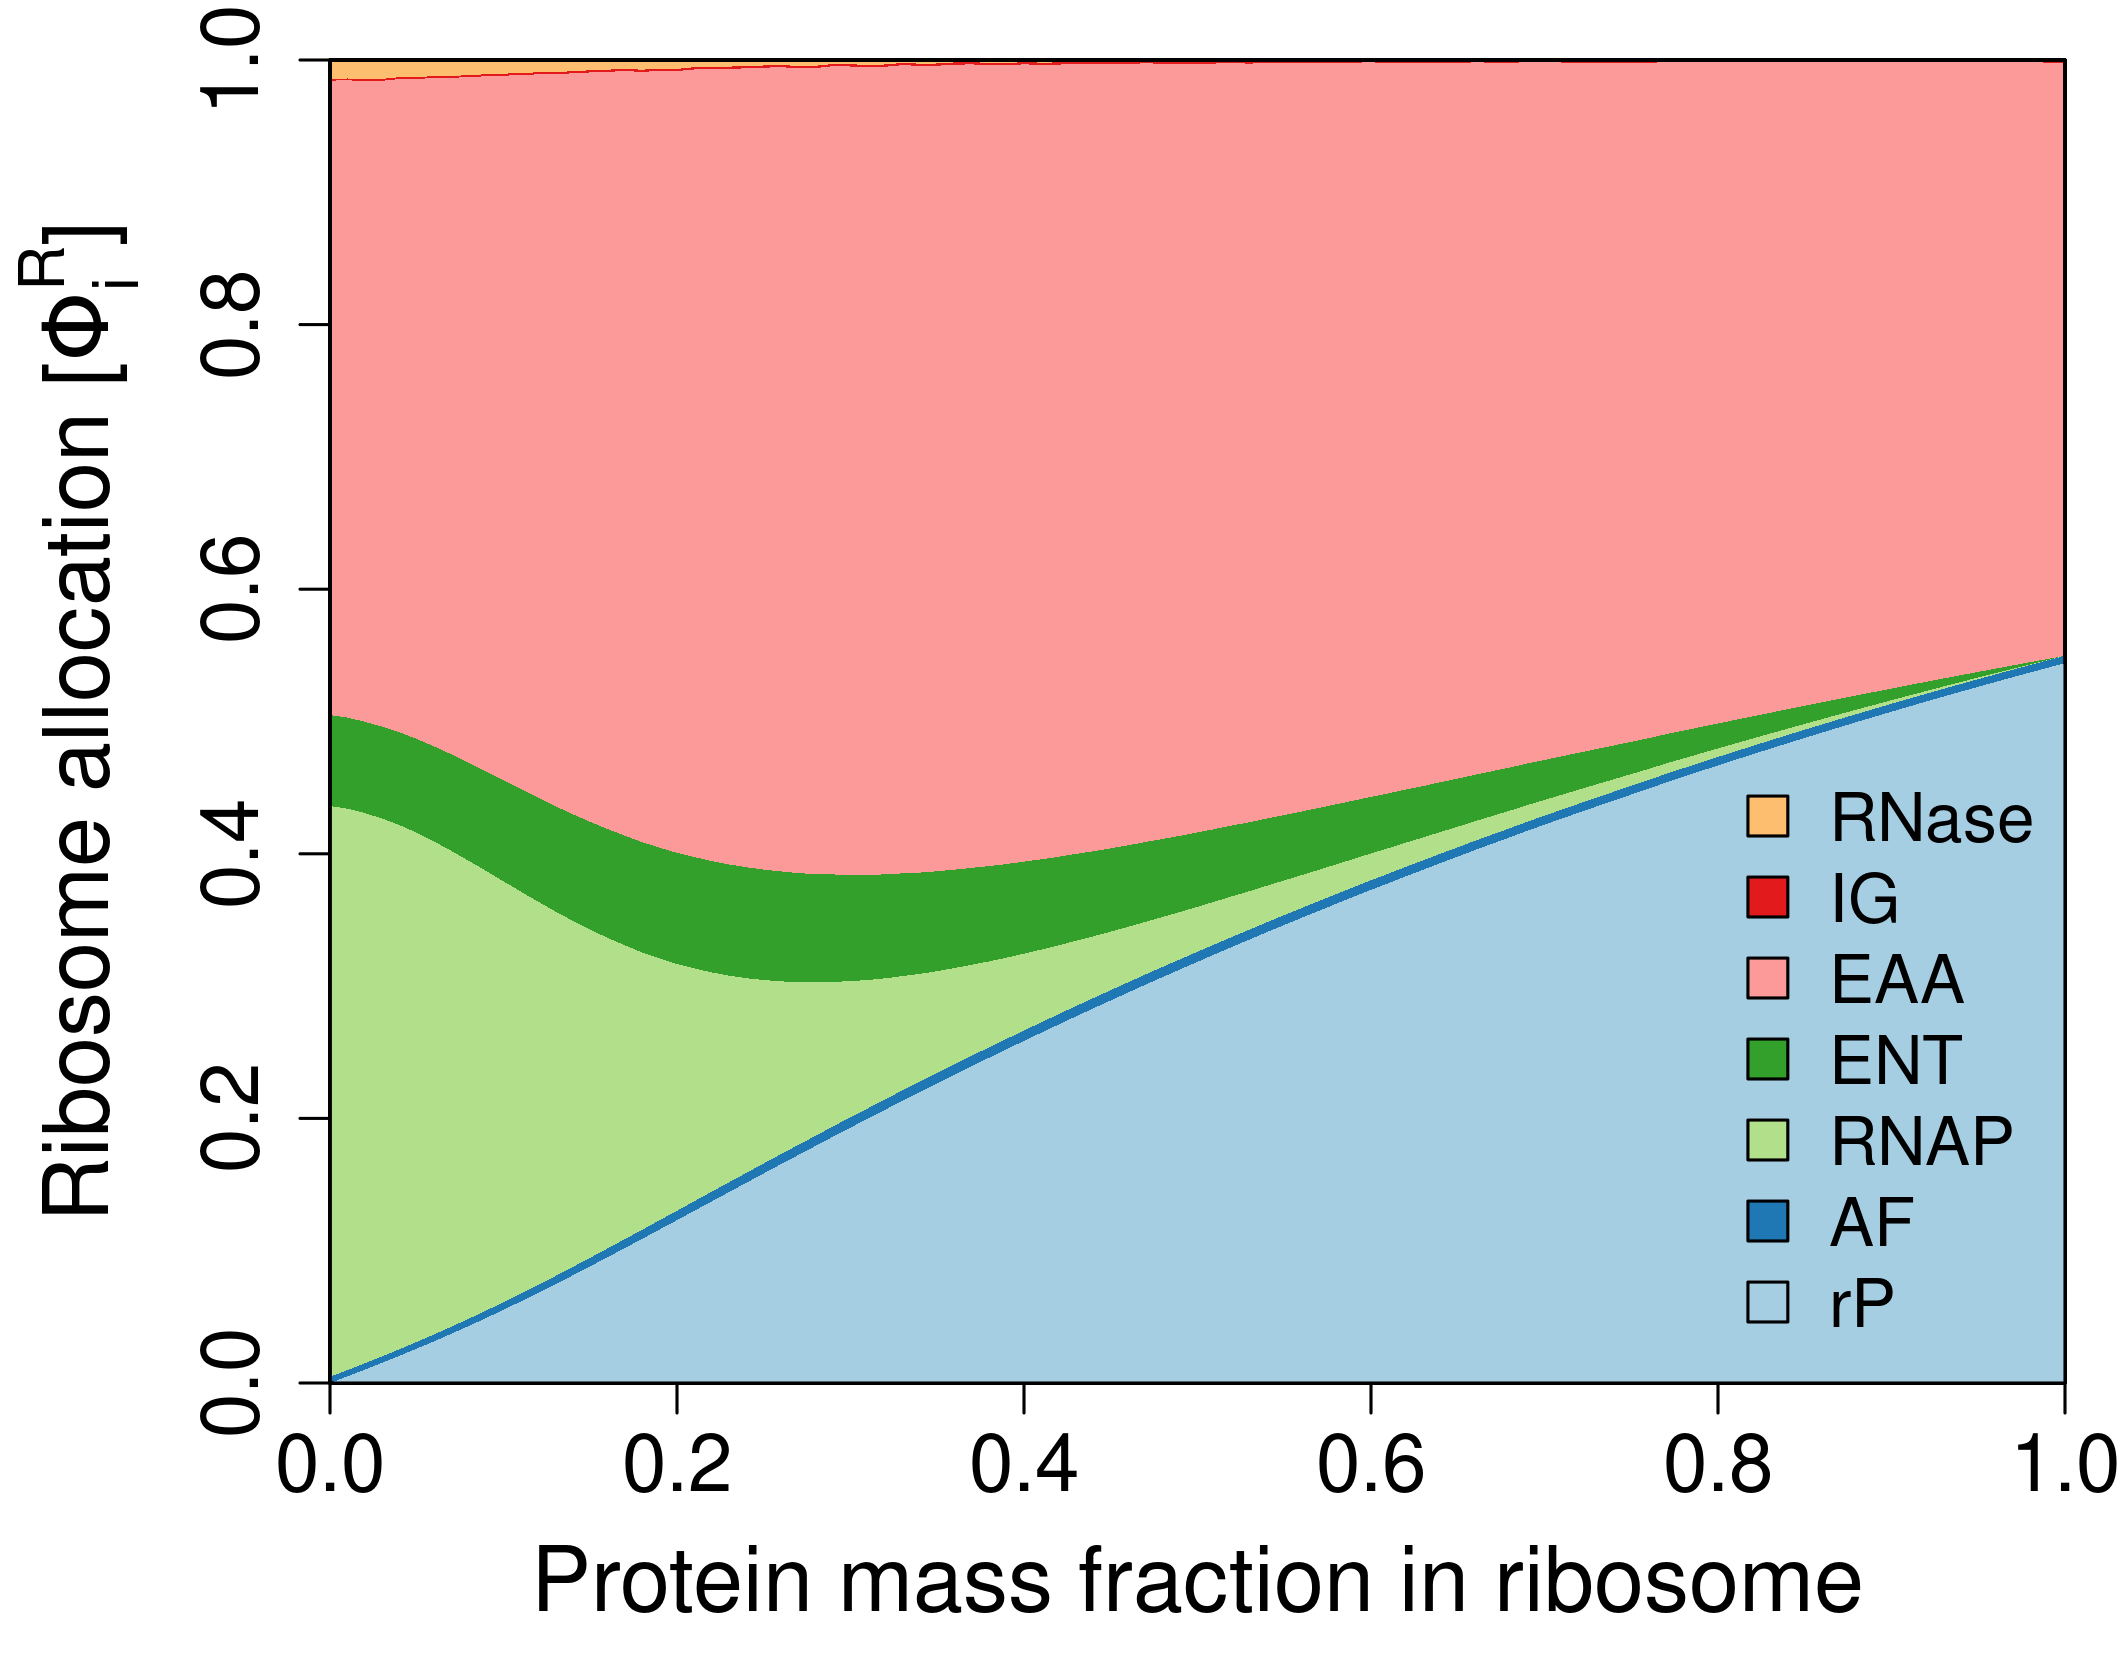 Ribosome allocation [Φ_i^R]
1.0
0.8
0.6
0.4
0.2
0.0
RNase
IG
EAA
ENT
RNAP
AF
rP
0.0 0.2 0.4 0.6 0.8 1.0
Protein mass fraction in ribosome